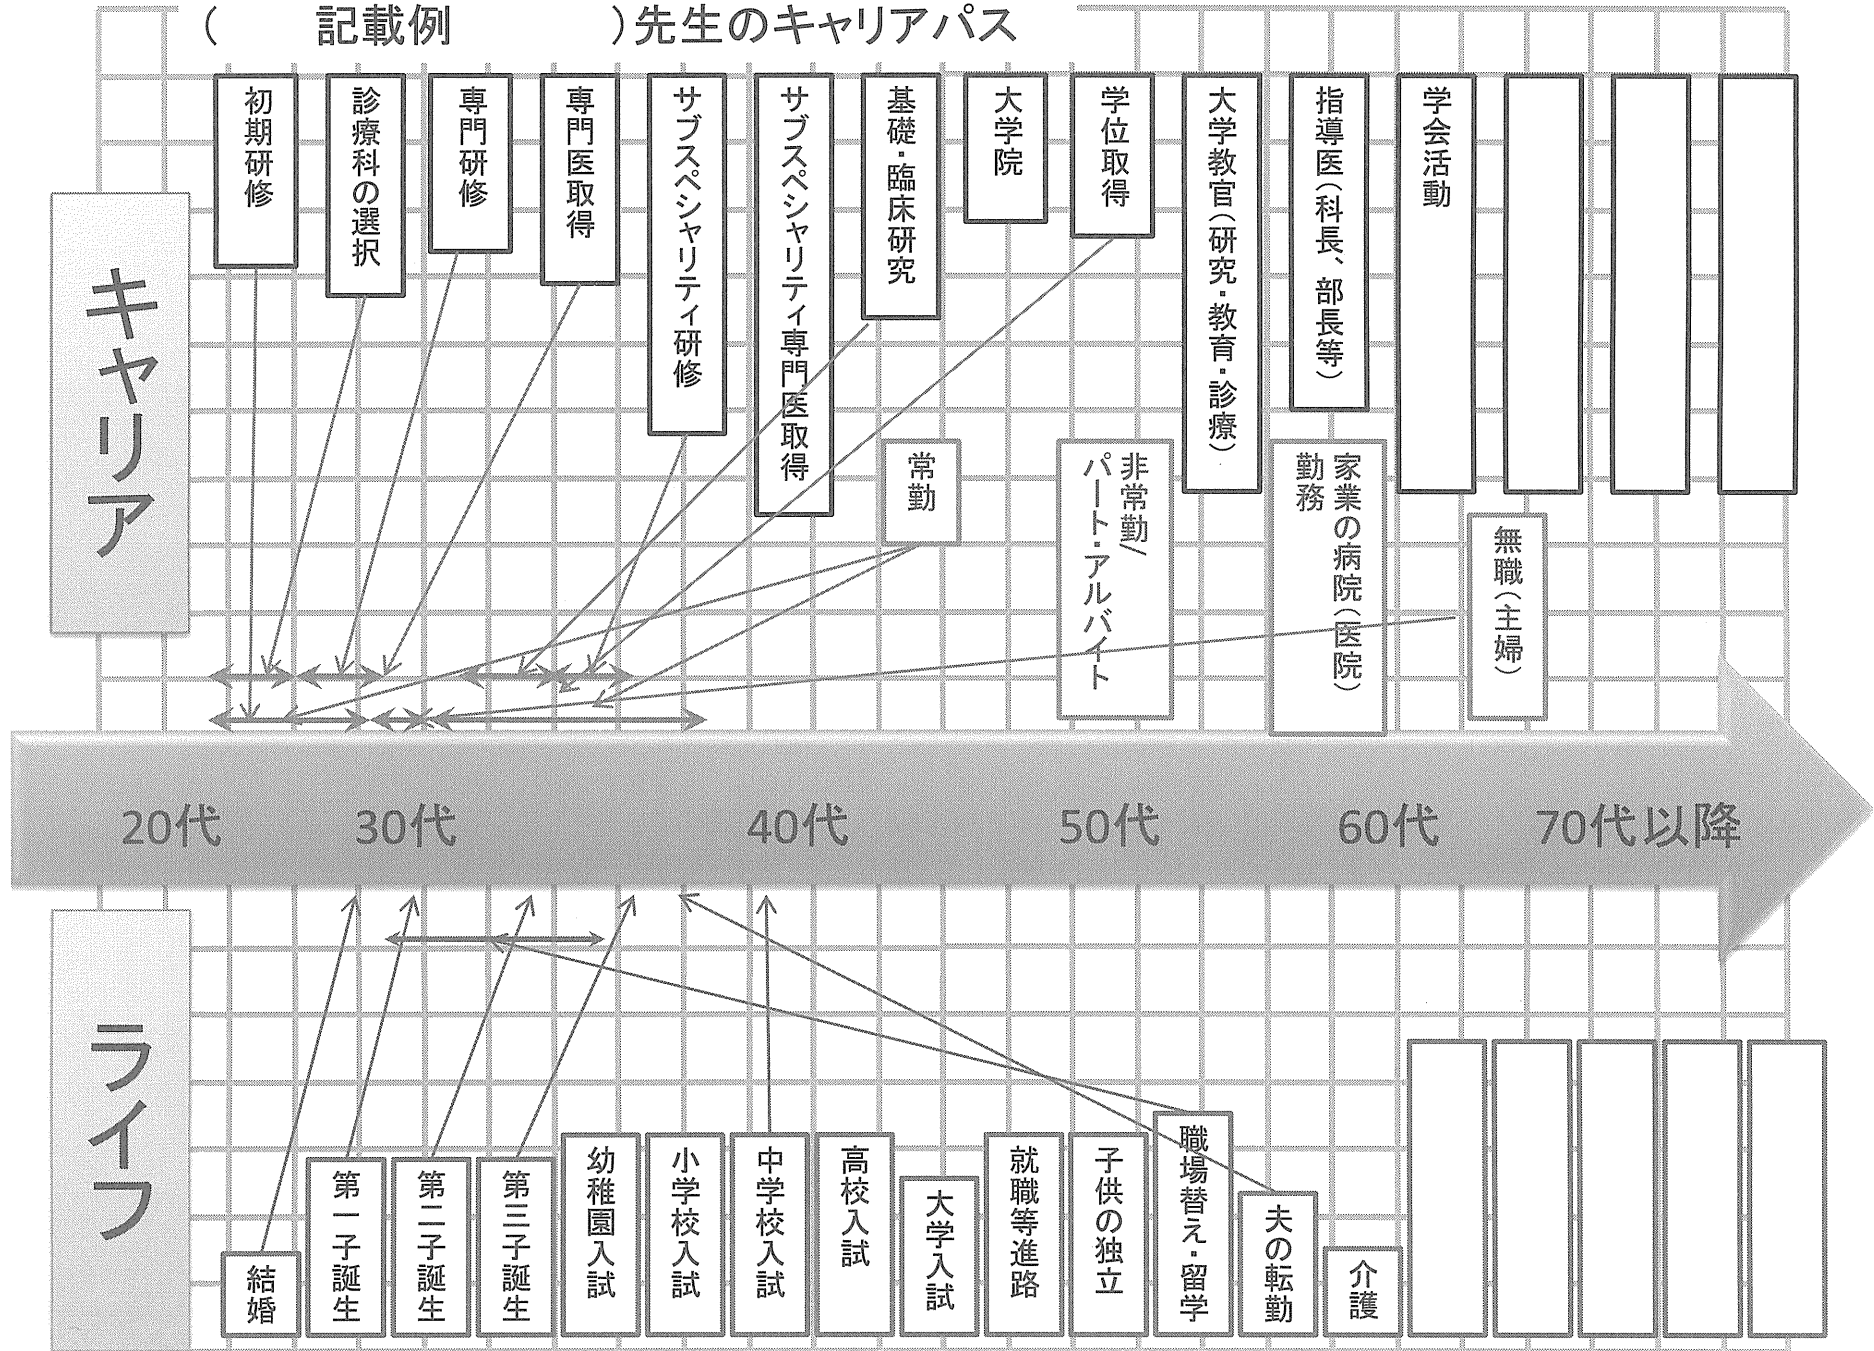 (　　記載例　　　)先生のキャリアパス
キャリア
初期研修
診療科の選択
専門研修
専門医取得
サブスペシャリティ研修
サブスペシャリティ専門医取得
基礎・臨床研究
大学院
学位取得
大学教官(研究・教育・診療)
指導医(科長、部長等)
学会活動
常勤
非常勤/
パート・アルバイト
家業の病院(医院)
勤務
無職(主婦)
20代
30代
40代
50代
60代
70代以降
ライフ
結婚
第一子誕生
第二子誕生
第三子誕生
幼稚園入試
小学校入試
中学校入試
高校入試
大学入試
就職等進路
子供の独立
職場替え・留学
夫の転勤
介護